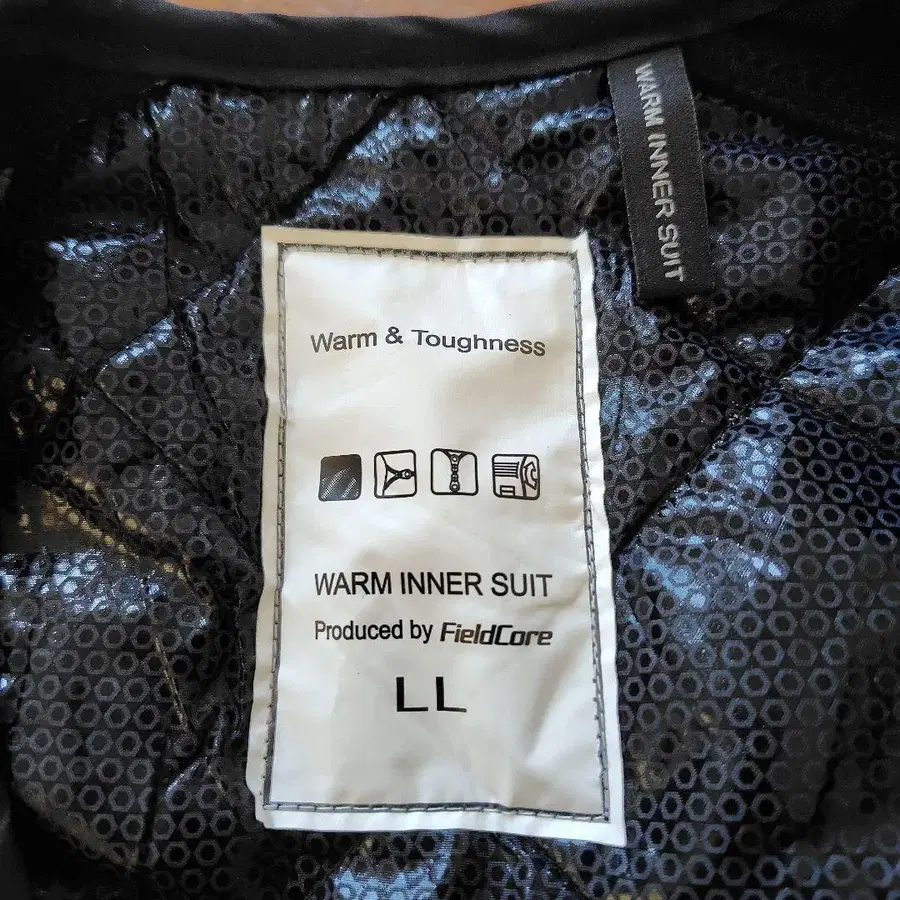 WARM INNER SUIT
Warm & Toughness
WARM INNER SUIT
Produced by FieldCore
LL